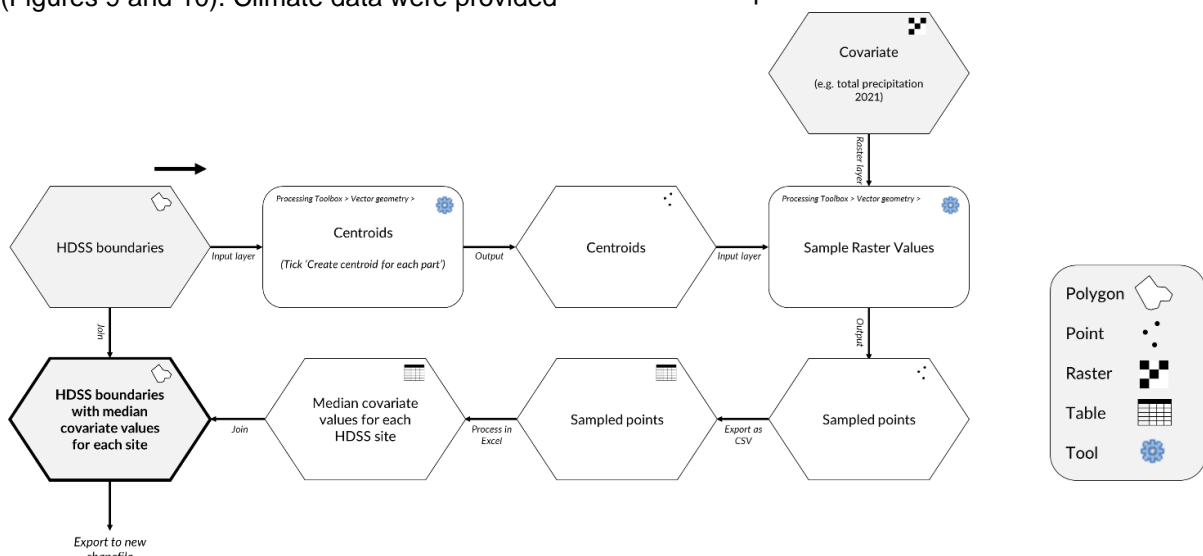 (Figures 9 and 10). Climate data were provided
Covariate
(e.g. total precipitation
2021)
Raster layer
HDSS boundaries
Input layer
Processing Toolbox > Vector geometry >
Centroids
(Tick ‘Create centroid for each part’)
Output
Centroids
Input layer
Processing Toolbox > Vector geometry >
Sample Raster Values
Join
Output
HDSS boundaries
with median
covariate values
for each site
Join
Median covariate
values for each
HDSS site
Process in
Excel
Sampled points
Export as
CSV
Sampled points
Export to new
shapefile
Polygon
Point
Raster
Table
Tool